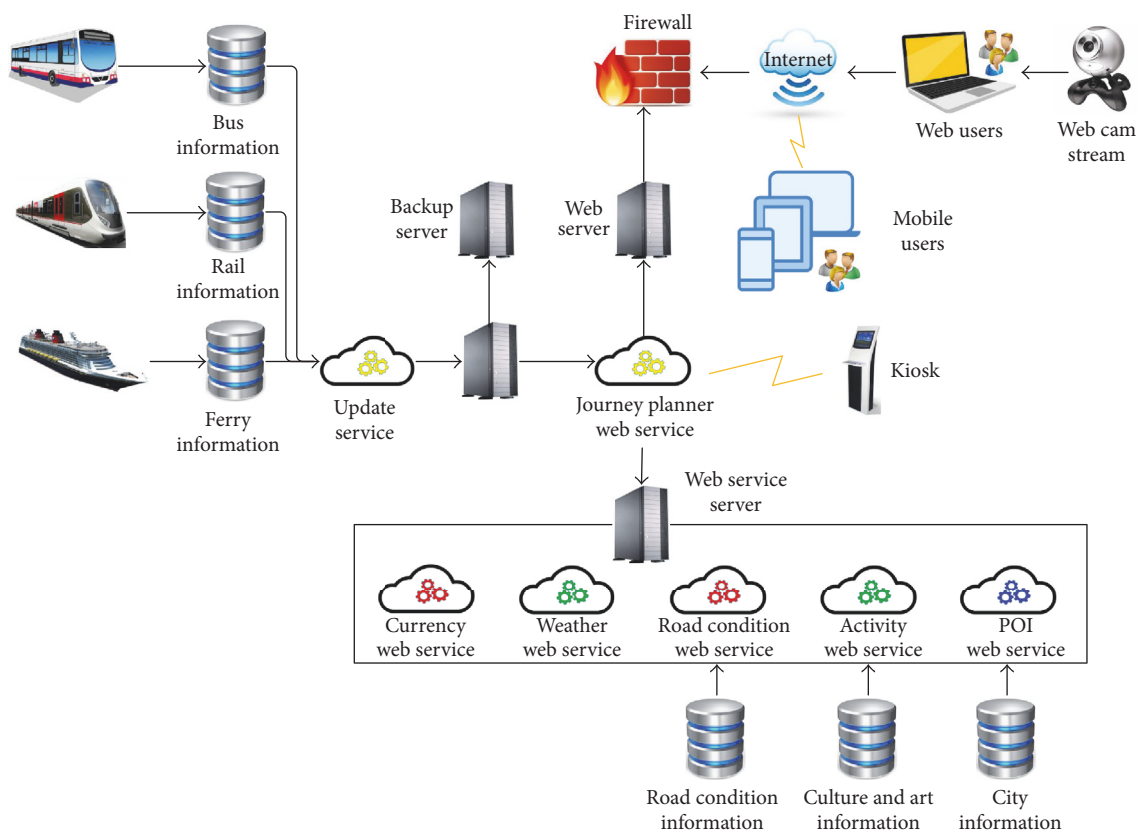 Firewall
Internet
Web users
Web cam
stream
Bus
information
Backup
server
Web
server
Mobile
users
Rail
information
Kiosk
Ferry
information
Update
service
Journey planner
web service
Web service
server
Currency
web service
Weather
web service
Road condition
web service
Activity
web service
POI
web service
Road condition
information
Culture and art
information
City
information